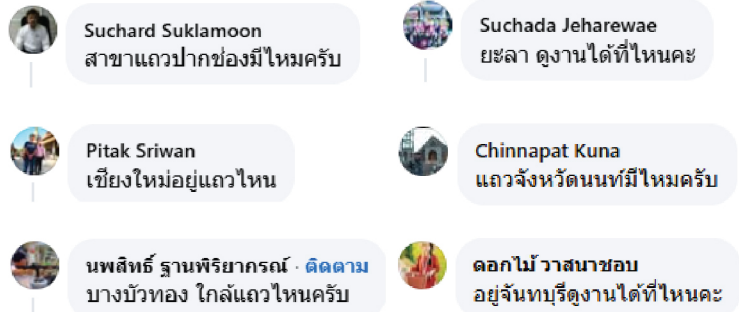 Suchard Suklamoon
สาขาแถวปากช่องมีไหมครับ
Suchada Jeharewae
ยะลา ดูงานได้ที่ไหนคะ
Pitak Sriwan
เชียงใหม่อยู่แถวไหน
Chinnapat Kuna
แถวจังหวัดนนท์มีไหมครับ
นพสิทธิ์ ฐานพิริยากรณ์ · ติดตาม
บางบัวทอง ใกล้แถวไหนครับ
ดอกไม้ วาสนาชอบ
อยู่จันทบุรีดูงานได้ที่ไหนคะ